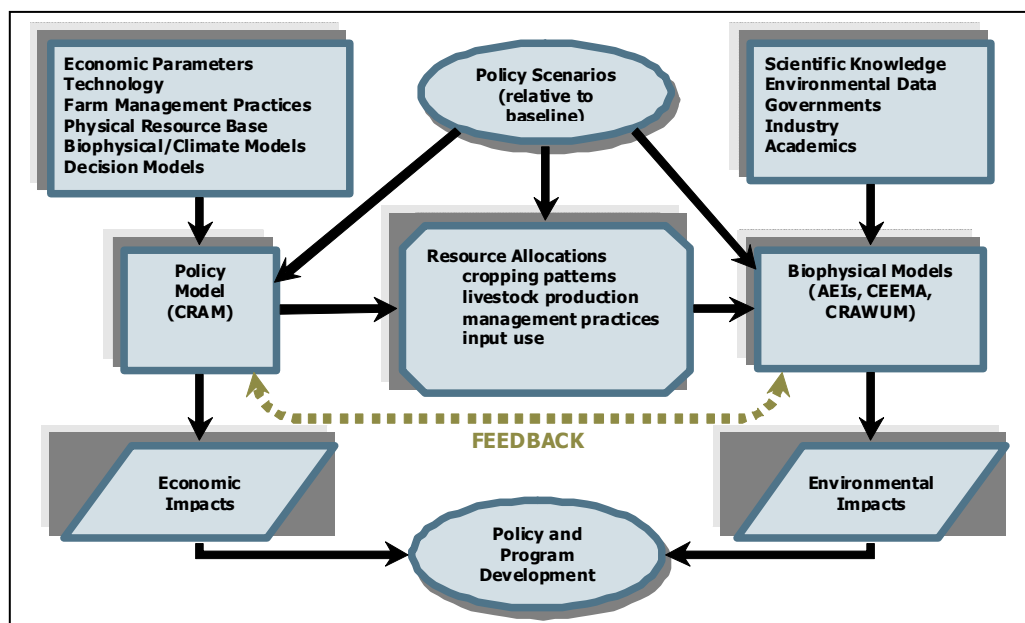 Economic Parameters
Technology
Farm Management Practices
Physical Resource Base
Biophysical/Climate Models
Decision Models
Policy Scenarios
(relative to
baseline)
Scientific Knowledge
Environmental Data
Governments
Industry
Academics
Policy
Model
(CRAM)
Resource Allocations
cropping patterns
livestock production
management practices
input use
Biophysical Models
(AEIs, CEEMA,
CRAWUM)
FEEDBACK
Economic
Impacts
Environmental
Impacts
Policy and
Program
Development